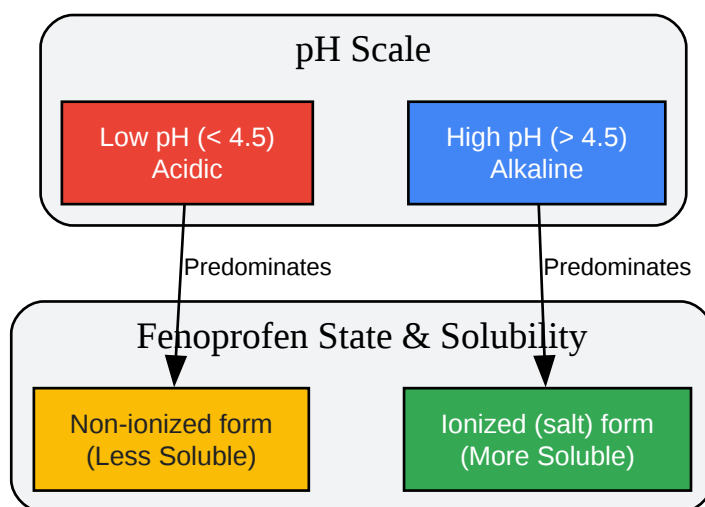 pH Scale
Low pH (< 4.5)
Acidic
High pH (> 4.5)
Alkaline
Predominates
Predominates
Fenoprofen State & Solubility
Non-ionized form
(Less Soluble)
Ionized (salt) form
(More Soluble)